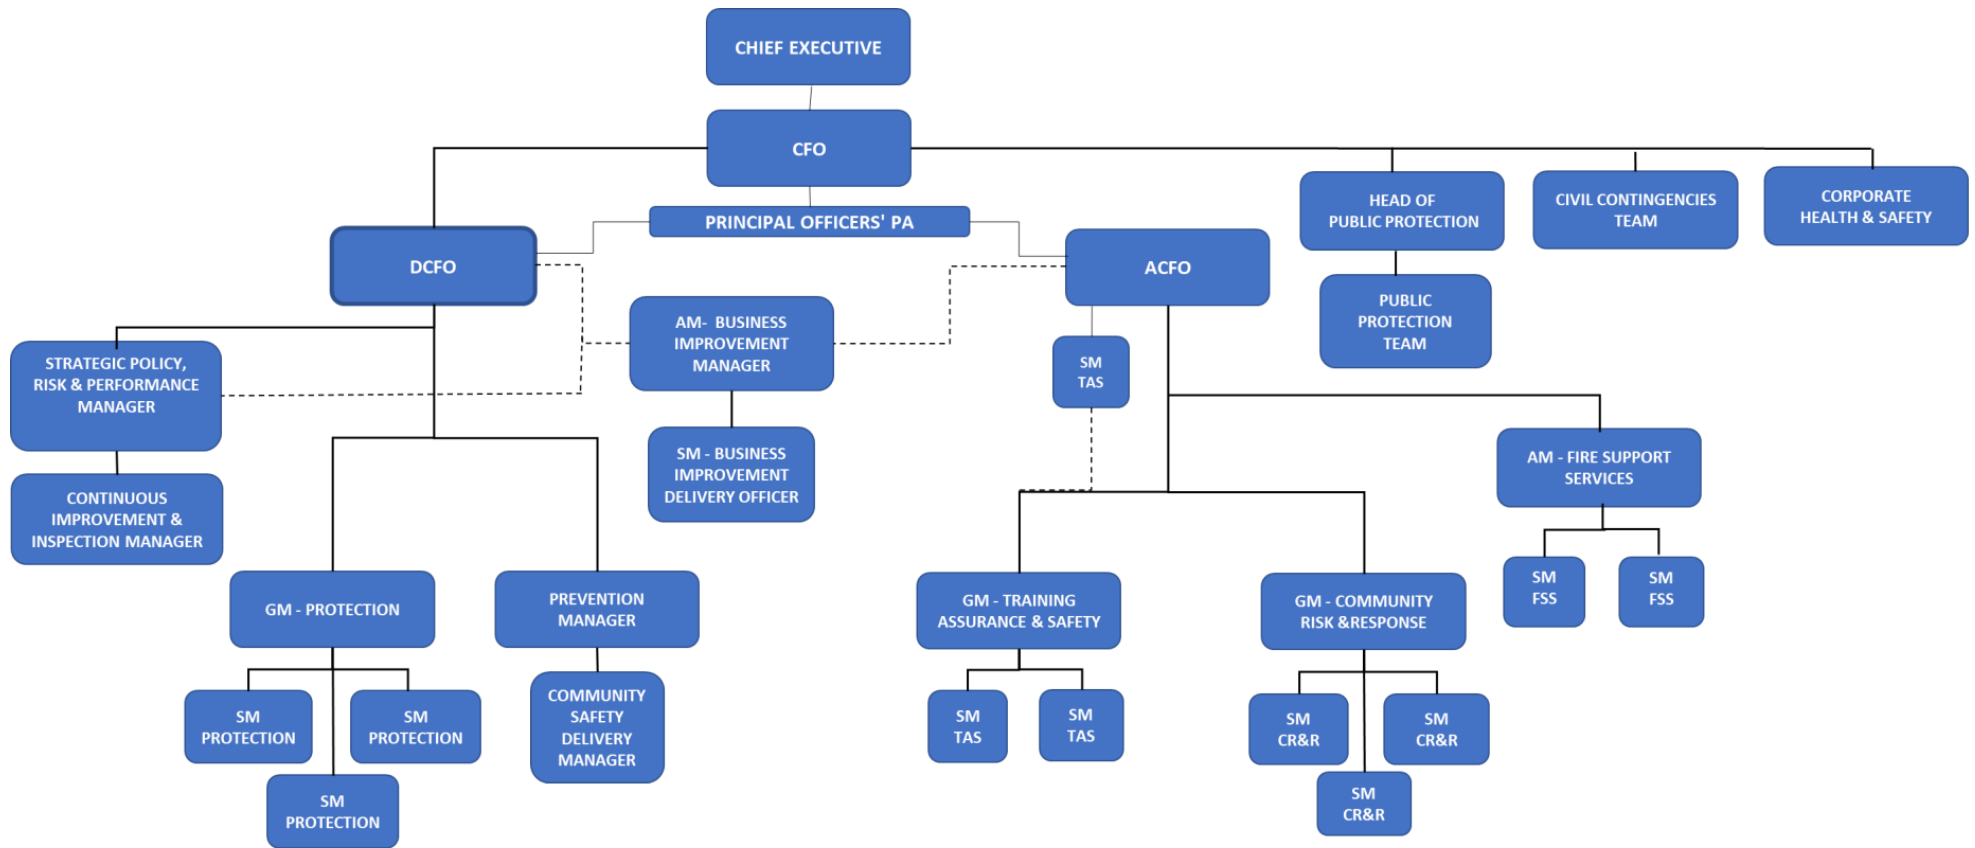 CHIEF EXECUTIVE
CFO
PRINCIPAL OFFICERS' PA
HEAD OF
PUBLIC PROTECTION
CIVIL CONTINGENCIES
TEAM
CORPORATE
HEALTH & SAFETY
DCFO
ACFO
PUBLIC
PROTECTION
TEAM
AM- BUSINESS
IMPROVEMENT
MANAGER
STRATEGIC POLICY,
RISK & PERFORMANCE
MANAGER
SM
TAS
SM - BUSINESS
IMPROVEMENT
DELIVERY OFFICER
AM - FIRE SUPPORT
SERVICES
CONTINUOUS
IMPROVEMENT &
INSPECTION MANAGER
SM
FSS
SM
FSS
GM - PROTECTION
PREVENTION
MANAGER
GM - TRAINING
ASSURANCE & SAFETY
GM - COMMUNITY
RISK &RESPONSE
SM
PROTECTION
SM
PROTECTION
COMMUNITY
SAFETY
DELIVERY
MANAGER
SM
TAS
SM
TAS
SM
CR&R
SM
CR&R
SM
PROTECTION
SM
CR&R